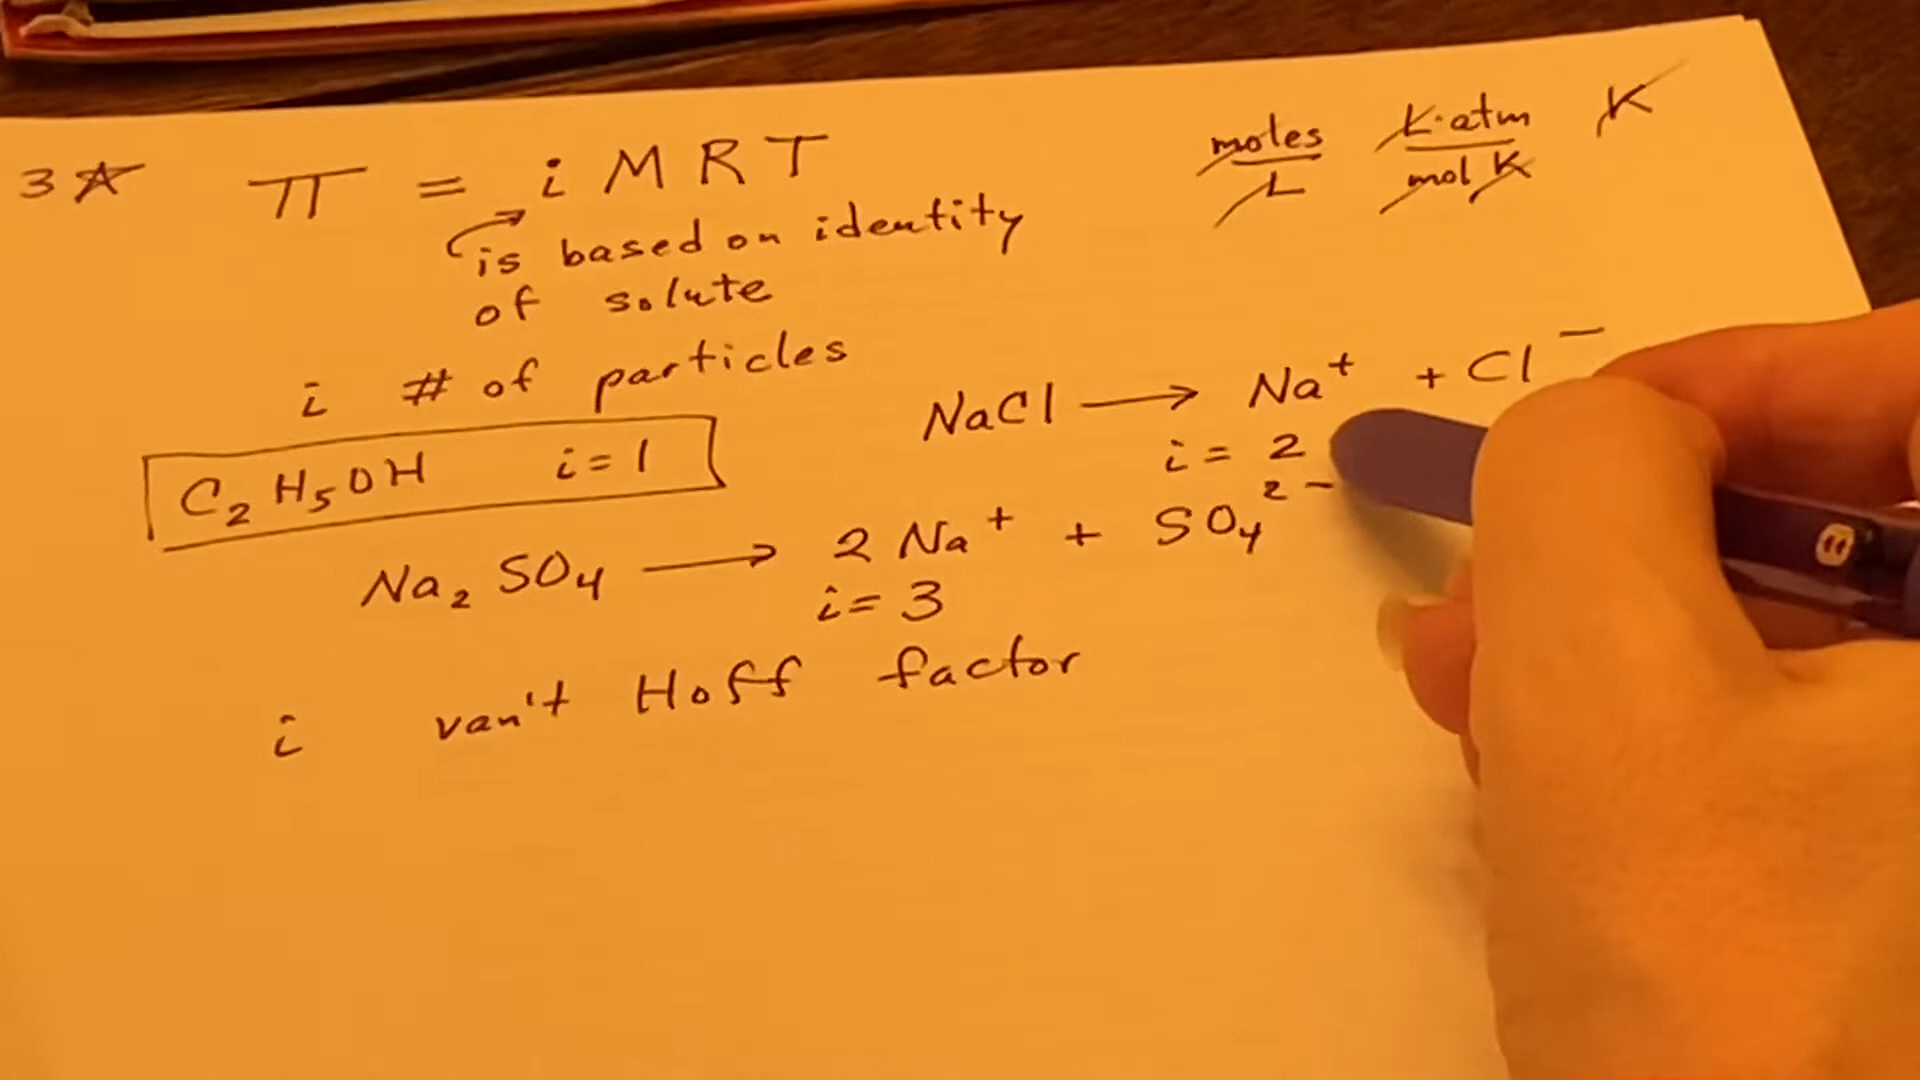 3☆ π = i M R T
moles / L   L·atm / mol K   K
is based on identity
of solute
i # of particles
NaCl ⟶ Na⁺ + Cl⁻
i = 2
C₂H₅OH i = 1
Na₂SO₄ ⟶ 2 Na⁺ + SO₄²⁻
i = 3
i van't Hoff factor